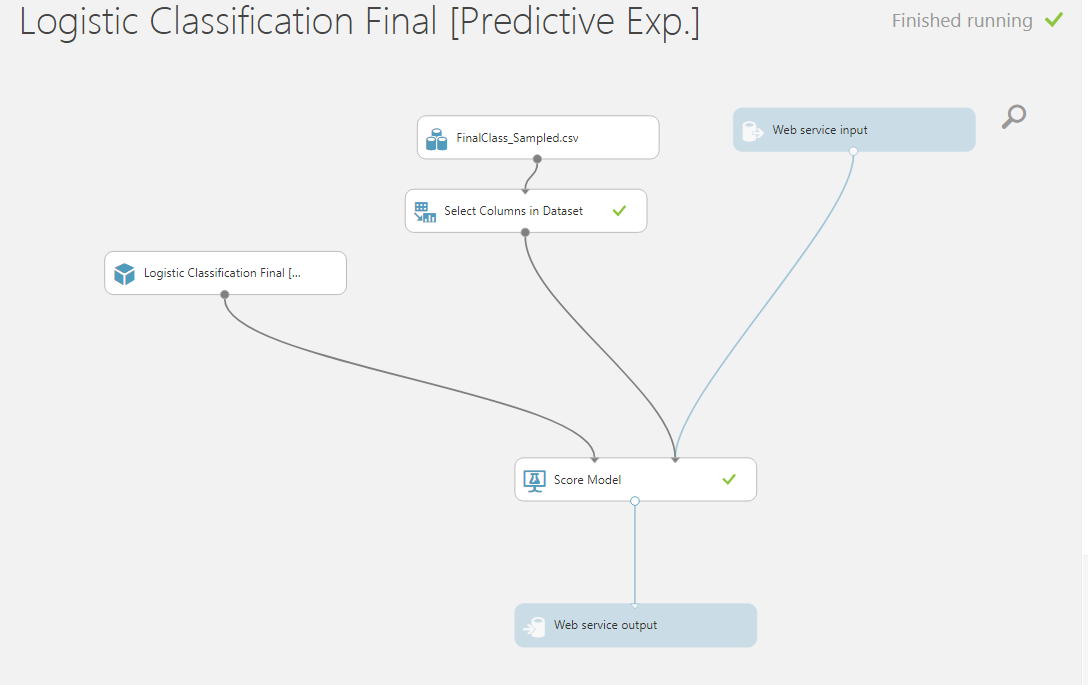 Logistic Classification Final [Predictive Exp.]
Finished running
FinalClass_Sampled.csv
Web service input
Select Columns in Dataset
Logistic Classification Final [...
Score Model
Web service output